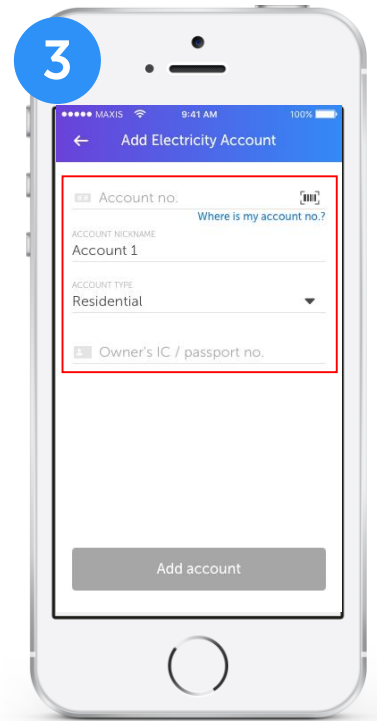 3
MAXIS 9:41 AM 100%
Add Electricity Account
Account no.
Where is my account no.?
ACCOUNT NICKNAME
Account 1
ACCOUNT TYPE
Residential
Owner's IC / passport no.
Add account